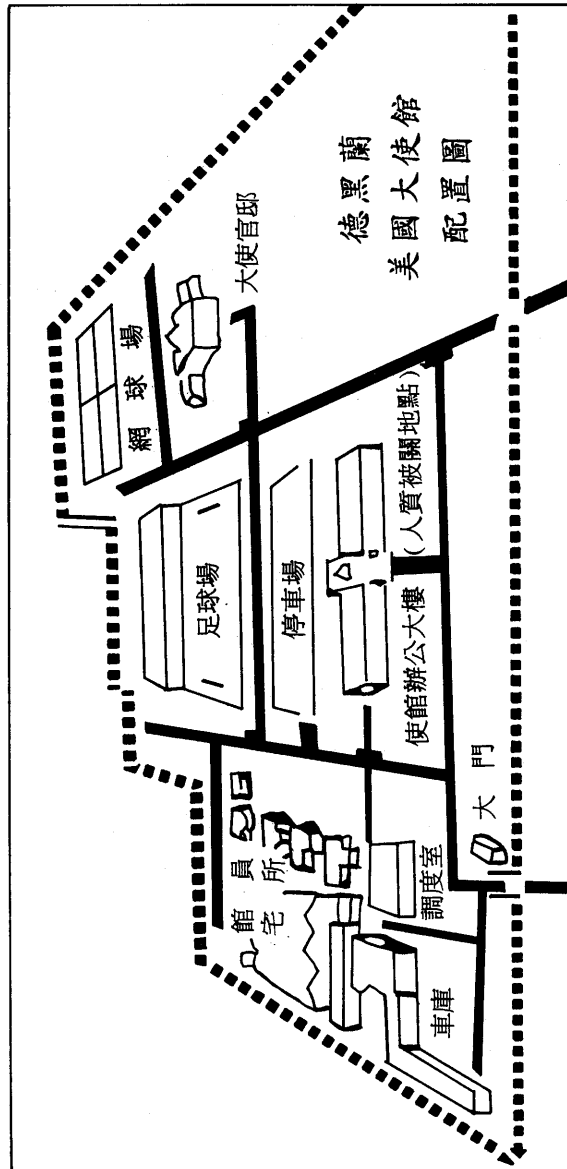 德黑蘭
美國大使館
配置圖
大使官邸
網球場
足球場
停車場
使館辦公大樓(人質被關地點)
館員
宅所
調度室
車庫
大門